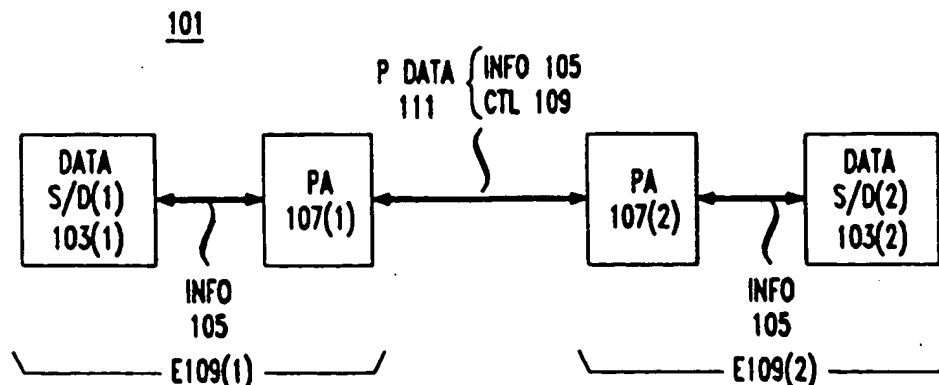 101
P DATA
111
INFO 105
CTL 109
DATA
S/D(1)
103(1)
PA
107(1)
PA
107(2)
DATA
S/D(2)
103(2)
INFO
105
INFO
105
E109(1)
E109(2)